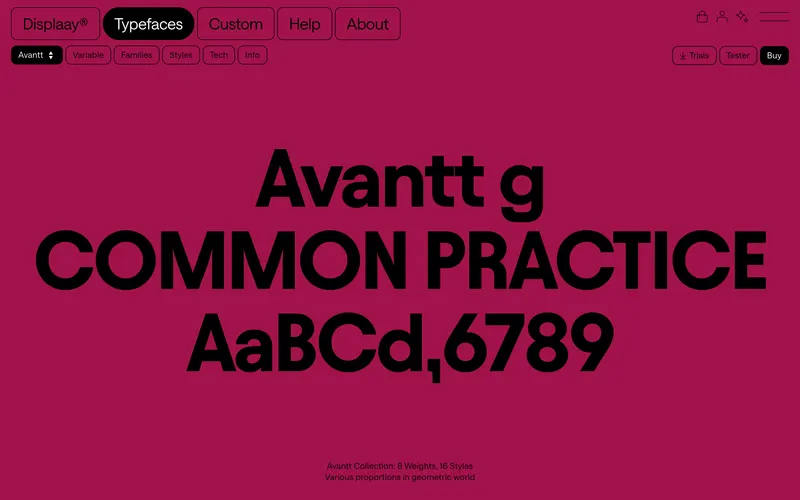 Displaay® Typefaces Custom Help About
Avantt Variable Families Styles Tech Info Trials Tester Buy
Avantt g
COMMON PRACTICE
AaBCd,6789
Avantt Collection: 8 Weights, 16 Styles
Various proportions in geometric world